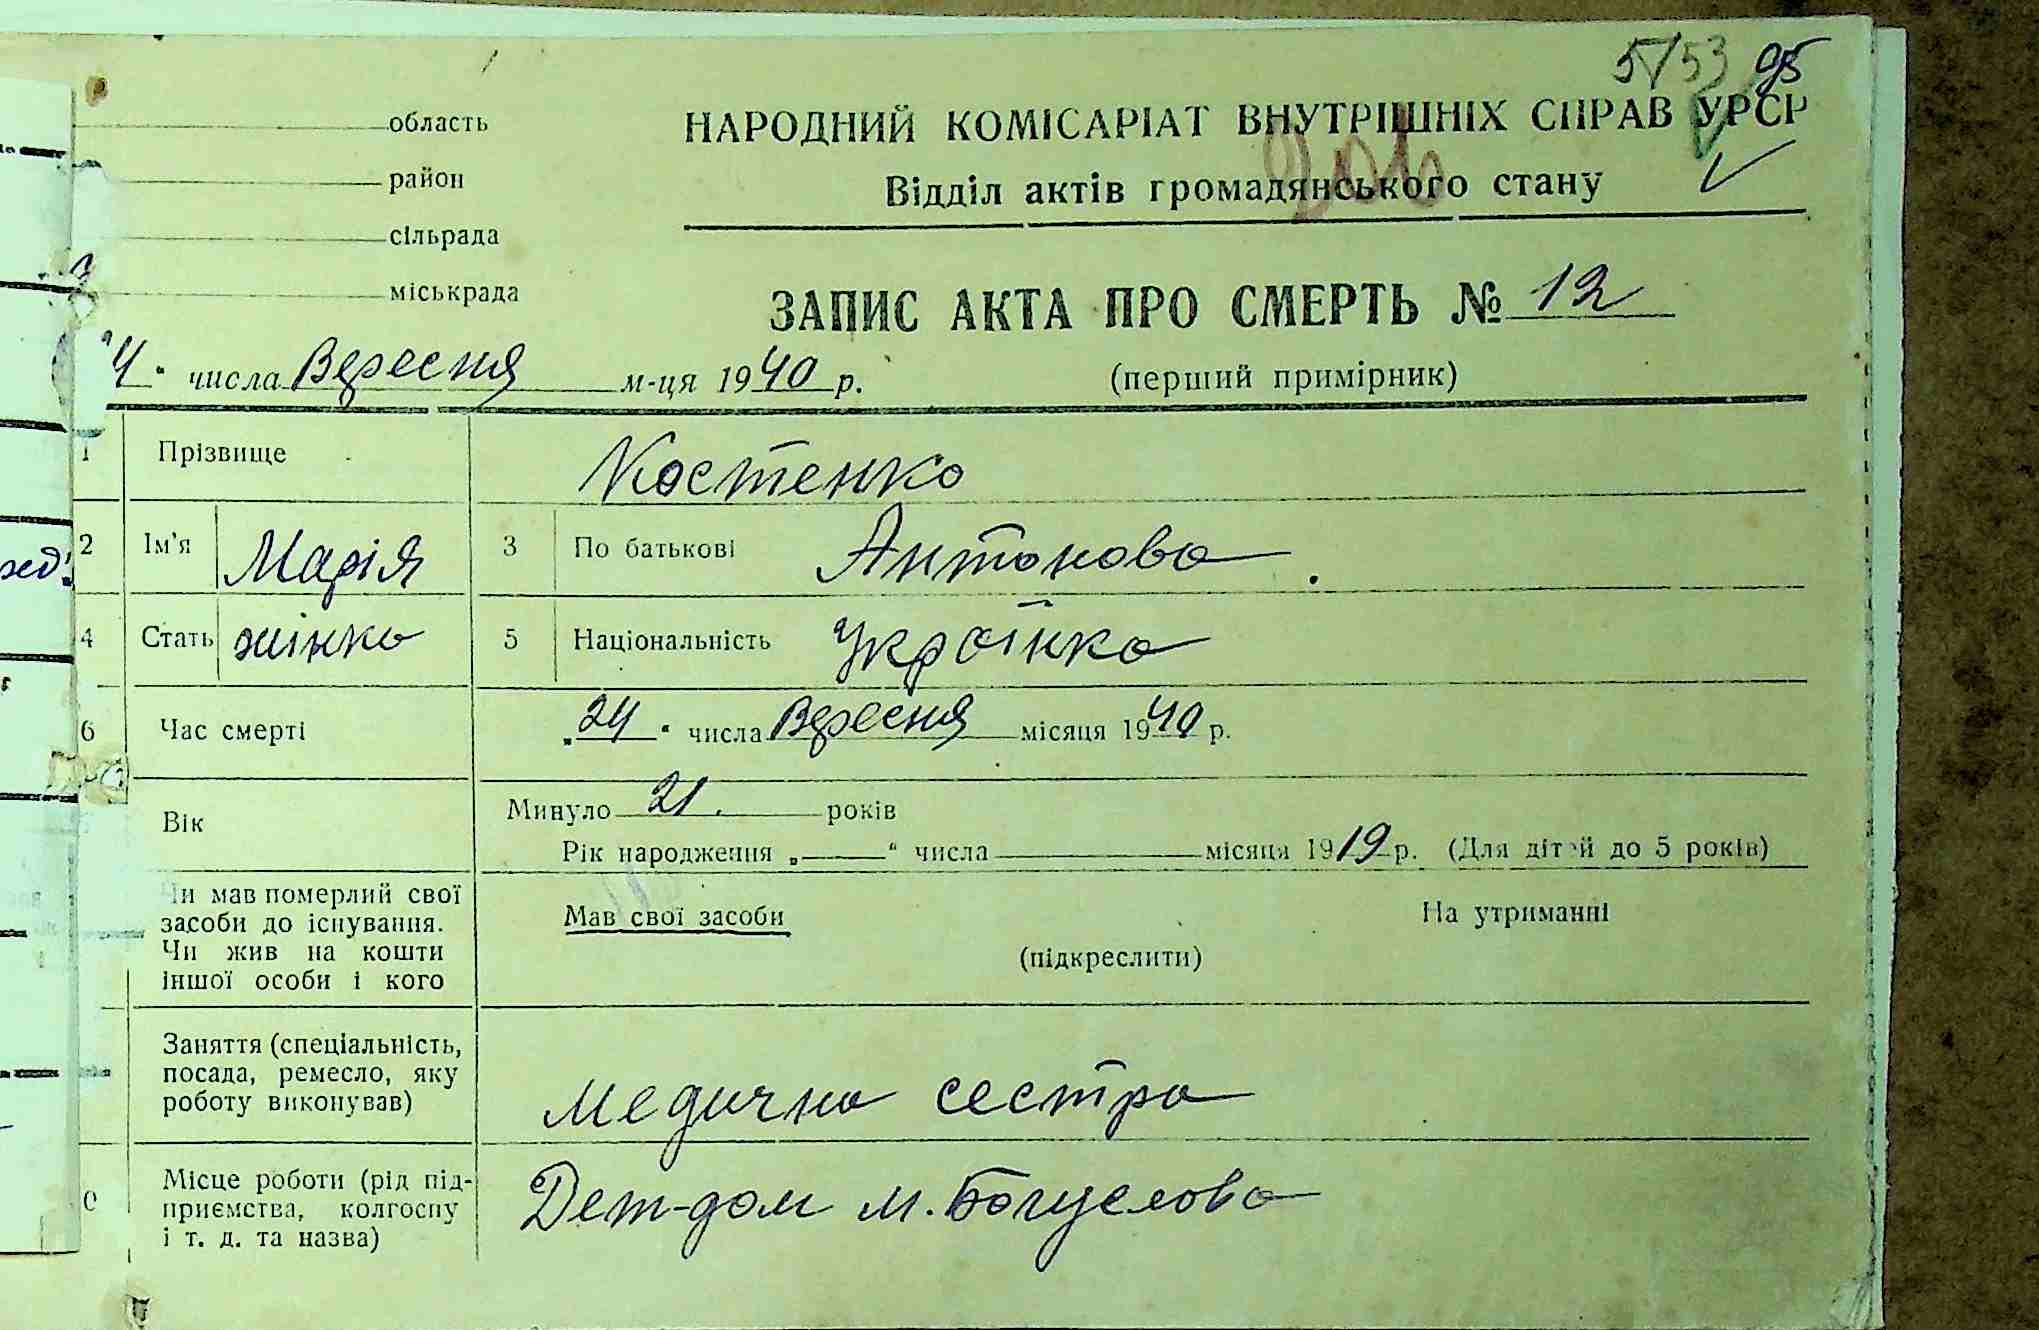 5/53 95
область
НАРОДНИЙ КОМІСАРІАТ ВНУТРІШНІХ СПРАВ УРСР
район
Відділ актів громадянського стану
сільрада
міськрада
ЗАПИС АКТА ПРО СМЕРТЬ № 12
4" числа Вересня м-ця 1940 р.
(перший примірник)
1 Прізвище Костенко
2 Ім'я Марія 3 По батькові Антонова.
4 Стать жінка 5 Національність Українка
6 Час смерті „24" числа Вересня місяця 1940 р.
Вік
Минуло 21. років
Рік народження „ " числа місяця 1919 р. (Для дітей до 5 років)
Чи мав померлий свої
засоби до існування.
Чи жив на кошти
іншої особи і кого
Мав свої засоби На утриманні
(підкреслити)
Заняття (спеціальність,
посада, ремесло, яку
роботу виконував)
Медична сестра
Місце роботи (рід під-
приємства, колгоспу
і т. д. та назва)
Дет-дом м. Богуслова